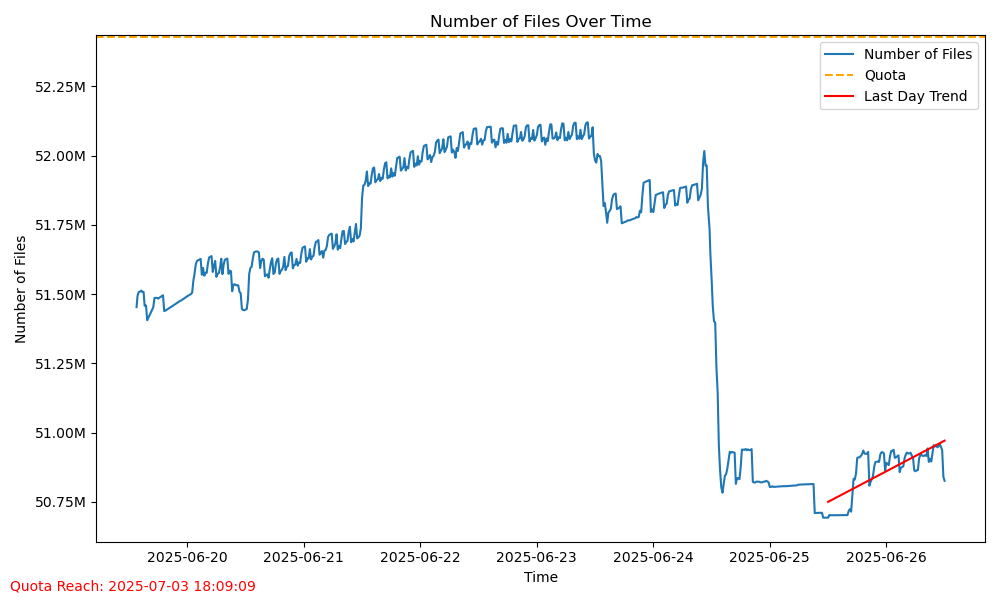 Number of Files Over Time
Number of Files
Quota
Last Day Trend
52.25M
52.00M
51.75M
51.50M
51.25M
51.00M
50.75M
Number of Files
2025-06-20
2025-06-21
2025-06-22
2025-06-23
2025-06-24
2025-06-25
2025-06-26
Time
Quota Reach: 2025-07-03 18:09:09